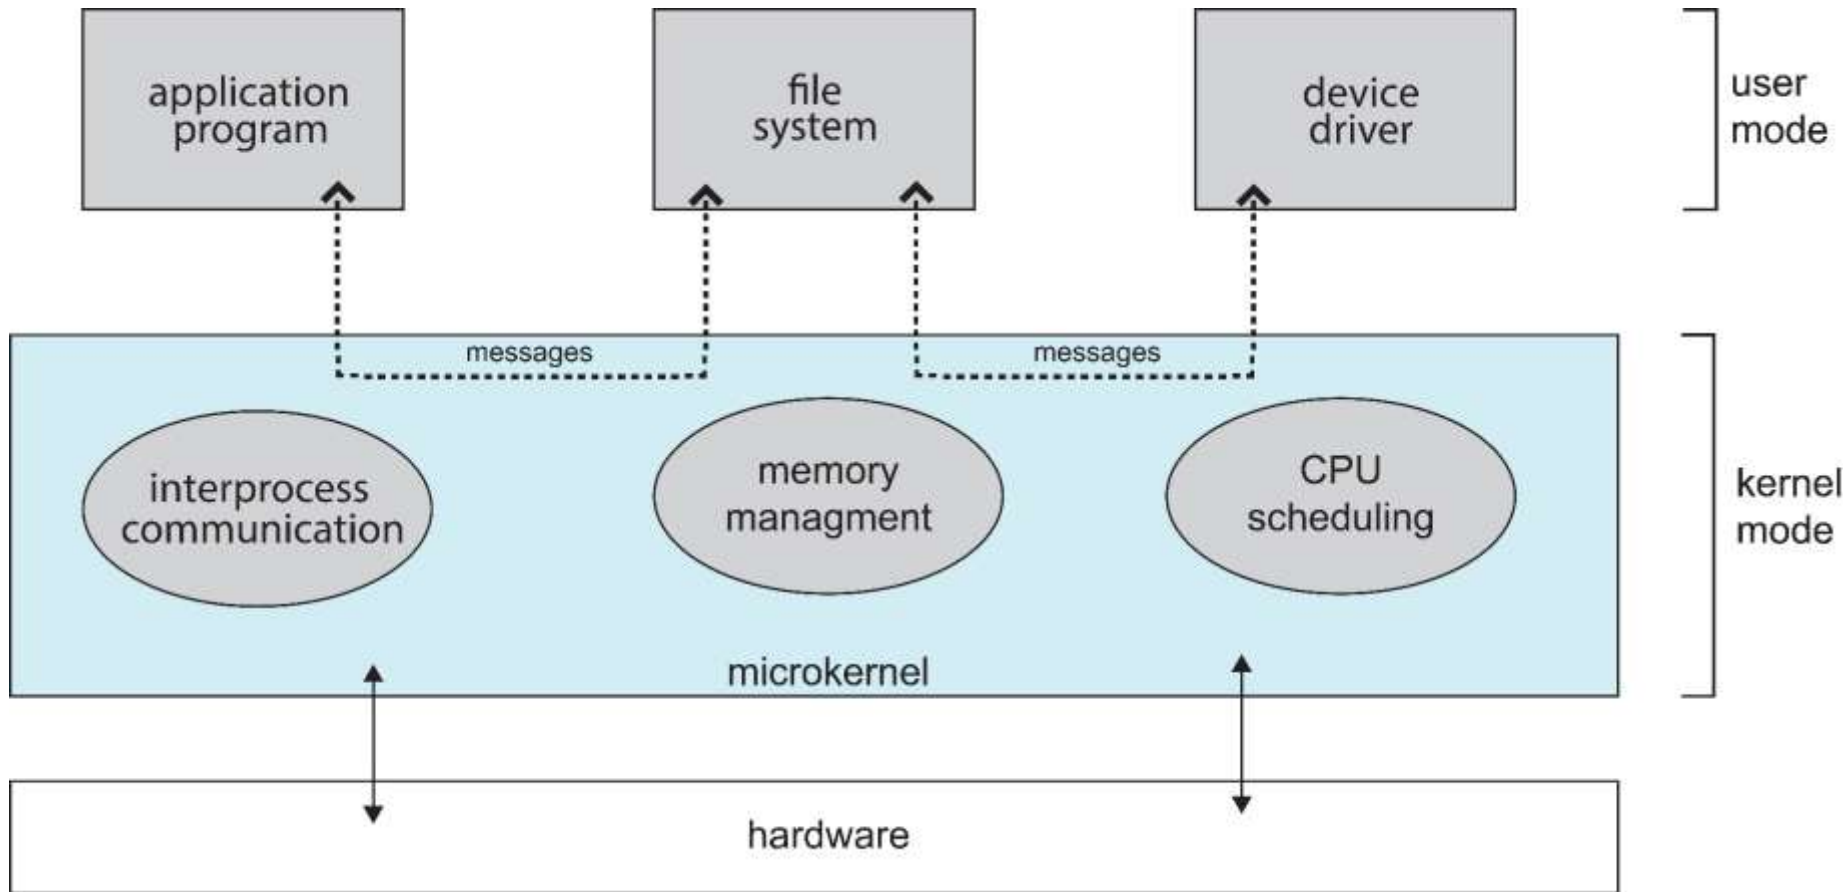 application
program
file
system
device
driver
user
mode
messages
messages
interprocess
communication
memory
managment
CPU
scheduling
kernel
mode
microkernel
hardware